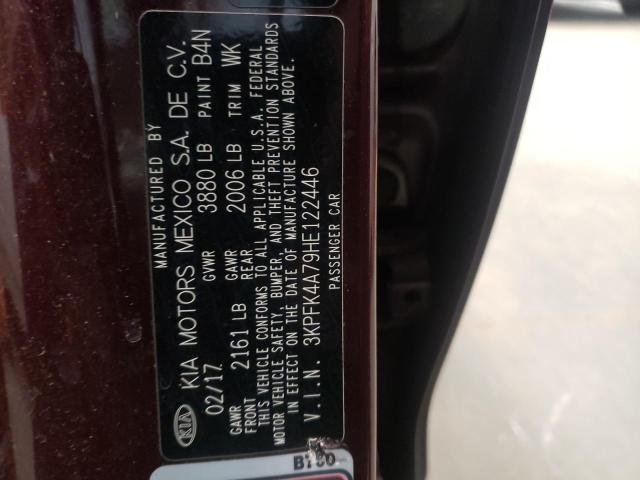 MANUFACTURED BY
KIA KIA MOTORS MEXICO S.A. DE C.V.
02/17 GVWR 3880 LB PAINT B4N
GAWR FRONT 2161 LB GAWR REAR 2006 LB TRIM WK
THIS VEHICLE CONFORMS TO ALL APPLICABLE U.S.A. FEDERAL
MOTOR VEHICLE SAFETY, BUMPER, AND THEFT PREVENTION STANDARDS
IN EFFECT ON THE DATE OF MANUFACTURE SHOWN ABOVE.
V.I.N. 3KPFK4A79HE122446
PASSENGER CAR